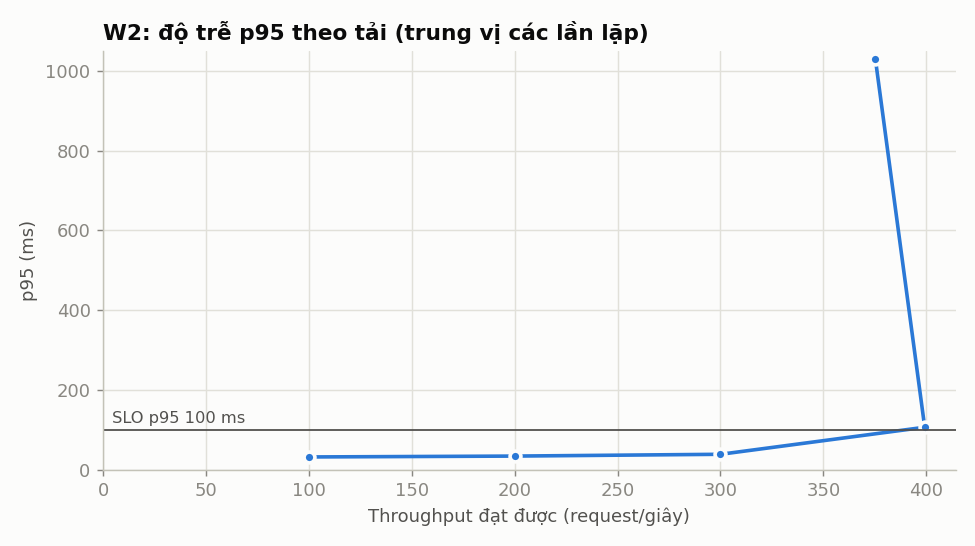 W2: độ trễ p95 theo tải (trung vị các lần lặp)
1000
800
600
400
200
0
p95 (ms)
SLO p95 100 ms
0 50 100 150 200 250 300 350 400
Throughput đạt được (request/giây)